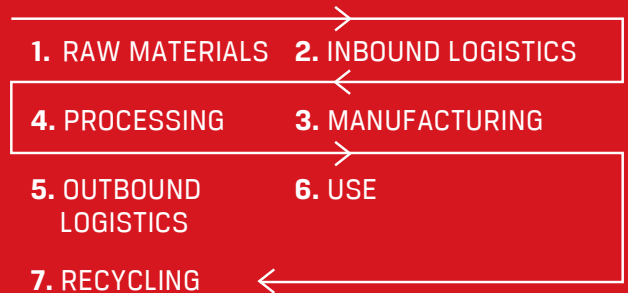 1. RAW MATERIALS 2. INBOUND LOGISTICS
4. PROCESSING 3. MANUFACTURING
5. OUTBOUND
LOGISTICS
6. USE
7. RECYCLING